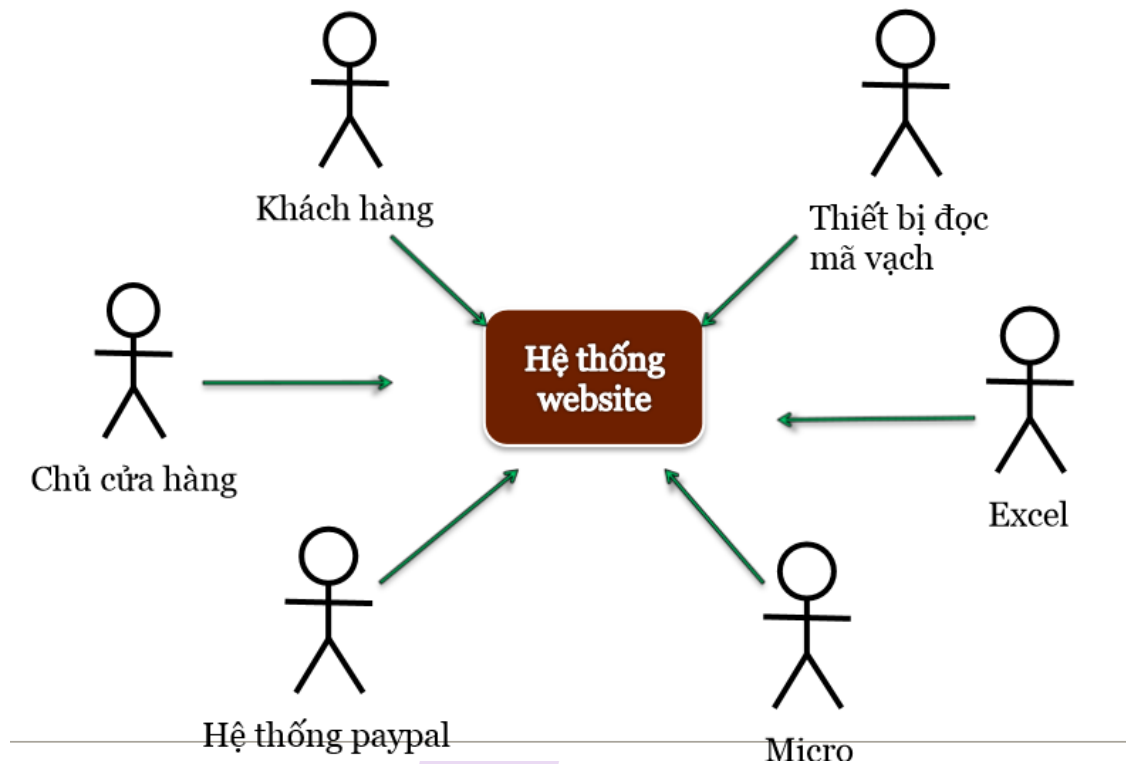 Khách hàng
Thiết bị đọc
mã vạch
Hệ thống
website
Chủ cửa hàng
Excel
Hệ thống paypal
Micro